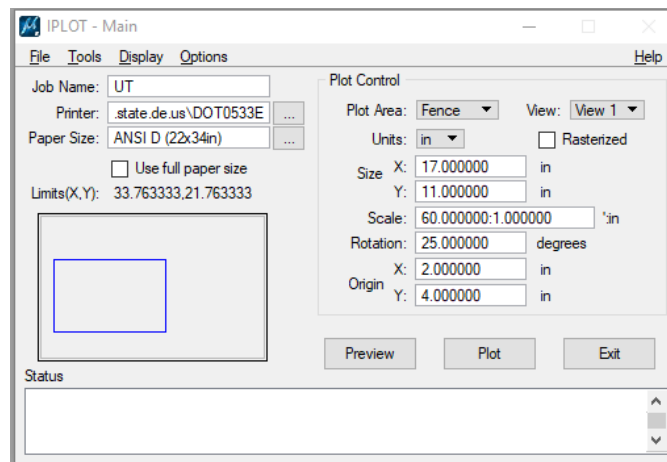 IPLOT - Main
File Tools Display Options Help
Job Name: UT
Printer: .state.de.us\DOT0533E ...
Paper Size: ANSI D (22x34in) ...
Use full paper size
Limits(X,Y): 33.763333,21.763333
Plot Control
Plot Area: Fence View: View 1
Units: in Rasterized
Size X: 17.000000 in
Y: 11.000000 in
Scale: 60.000000:1.000000 ':in
Rotation: 25.000000 degrees
Origin X: 2.000000 in
Y: 4.000000 in
Preview Plot Exit
Status